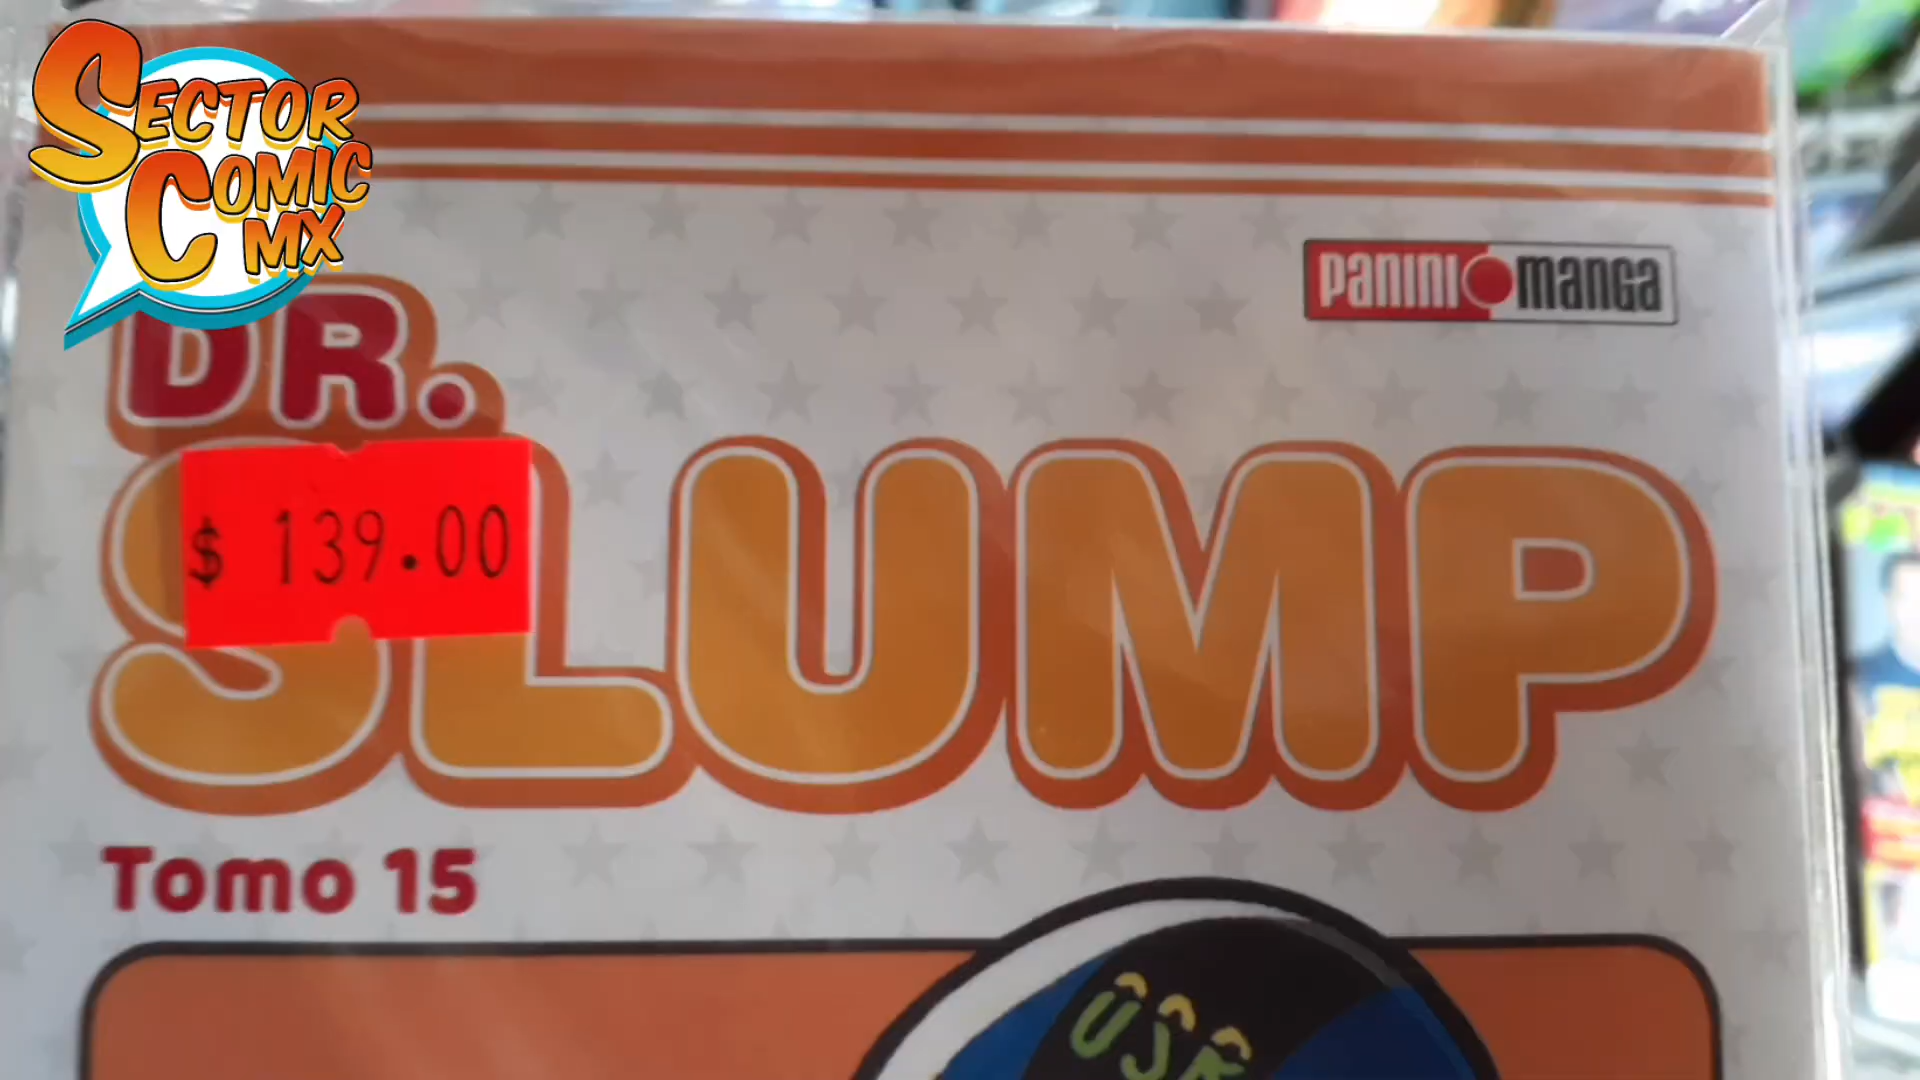 SECTOR
COMIC
MX
PANINI MANGA
DR.
$ 139.00
SLUMP
Tomo 15